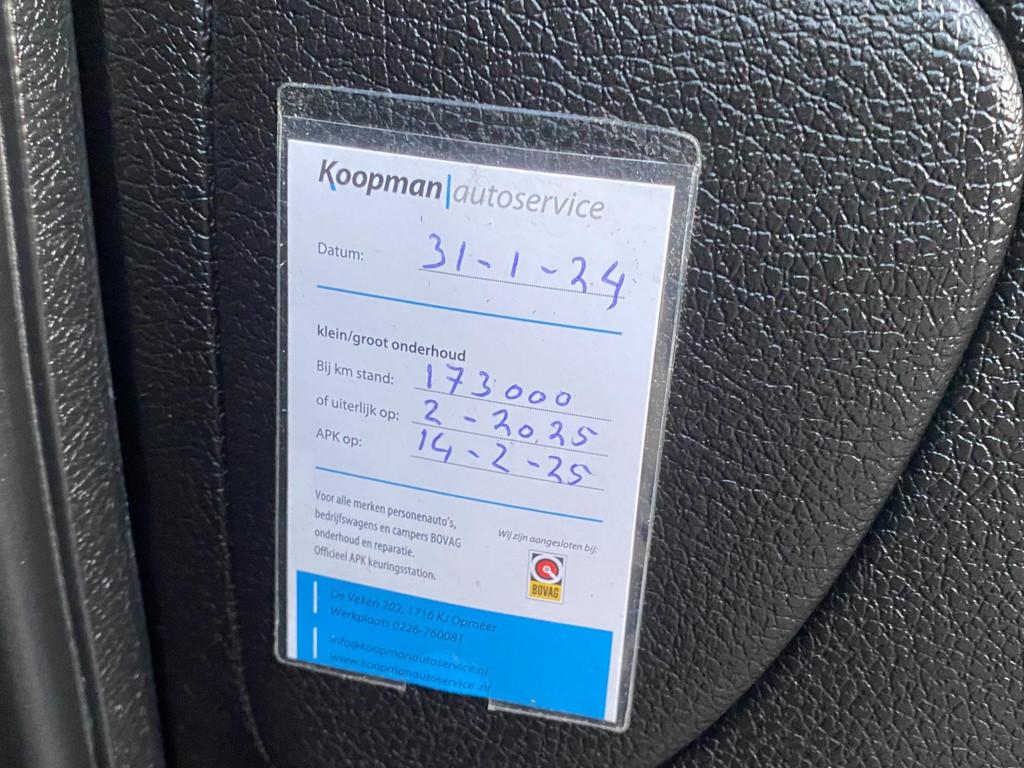 Koopman|autoservice
Datum: 31-1-24
klein/groot onderhoud
Bij km stand: 173000
of uiterlijk op: 2-2025
APK op: 14-2-25
Voor alle merken personenauto's,
bedrijfswagens en campers BOVAG
onderhoud en reparatie.
Officieel APK keuringsstation.
Wij zijn aangesloten bij:
BOVAG
De Veken 202, 1716 KJ Opmeer
Werkplaats 0226-760081
info@koopmanautoservice.nl
www.koopmanautoservice.nl